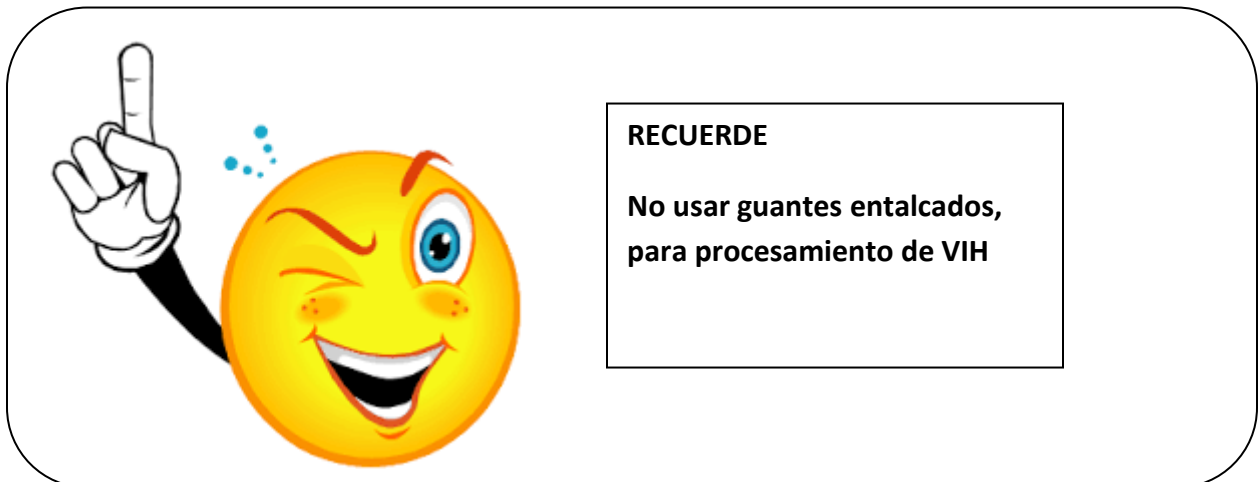 RECUERDE
No usar guantes entalcados,
para procesamiento de VIH